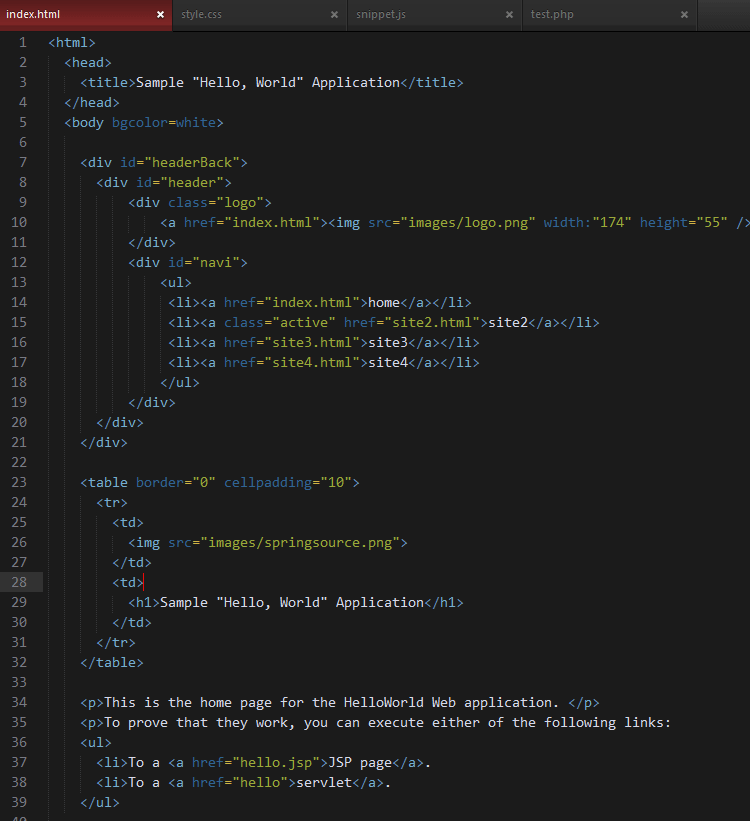 index.html × style.css × snippet.js × test.php ×
1 <html>
2 <head>
3 <title>Sample "Hello, World" Application</title>
4 </head>
5 <body bgcolor=white>
6
7 <div id="headerBack">
8 <div id="header">
9 <div class="logo">
10 <a href="index.html"><img src="images/logo.png" width:"174" height="55" />
11 </div>
12 <div id="navi">
13 <ul>
14 <li><a href="index.html">home</a></li>
15 <li><a class="active" href="site2.html">site2</a></li>
16 <li><a href="site3.html">site3</a></li>
17 <li><a href="site4.html">site4</a></li>
18 </ul>
19 </div>
20 </div>
21 </div>
22
23 <table border="0" cellpadding="10">
24 <tr>
25 <td>
26 <img src="images/springsource.png">
27 </td>
28 <td>
29 <h1>Sample "Hello, World" Application</h1>
30 </td>
31 </tr>
32 </table>
33
34 <p>This is the home page for the HelloWorld Web application. </p>
35 <p>To prove that they work, you can execute either of the following links:
36 <ul>
37 <li>To a <a href="hello.jsp">JSP page</a>.
38 <li>To a <a href="hello">servlet</a>.
39 </ul>